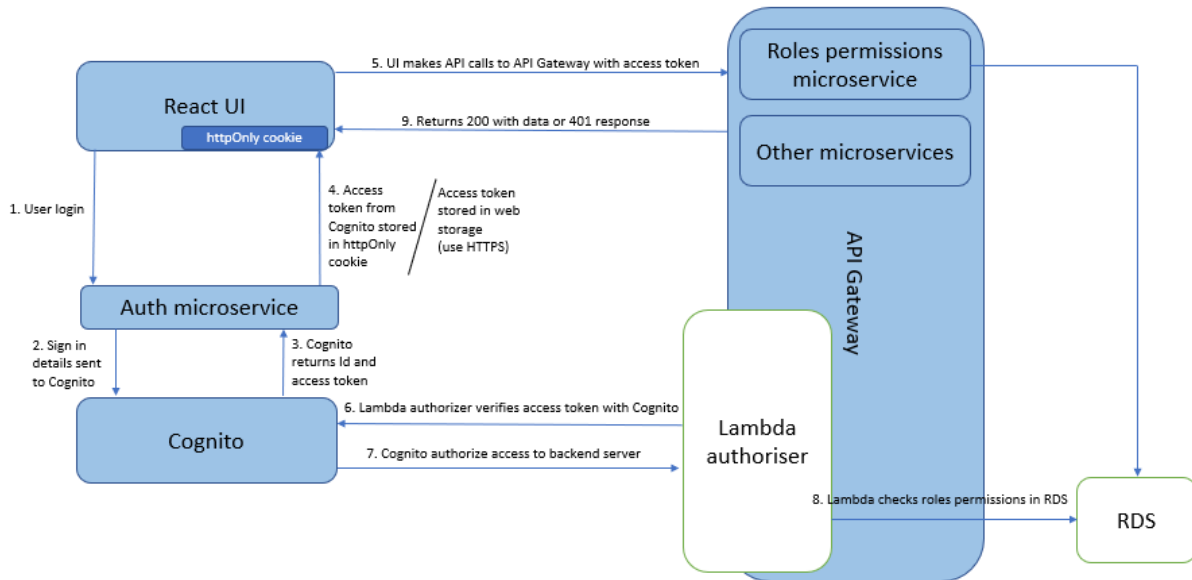 Roles permissions
microservice
5. UI makes API calls to API Gateway with access token
React UI
9. Returns 200 with data or 401 response
httpOnly cookie
Other microservices
1. User login
4. Access
token from
Cognito stored
in httpOnly
cookie
Access token
stored in web
storage
(use HTTPS)
API Gateway
Auth microservice
2. Sign in
details sent
to Cognito
3. Cognito
returns Id and
access token
6. Lambda authorizer verifies access token with Cognito
Cognito
7. Cognito authorize access to backend server
Lambda
authoriser
8. Lambda checks roles permissions in RDS
RDS